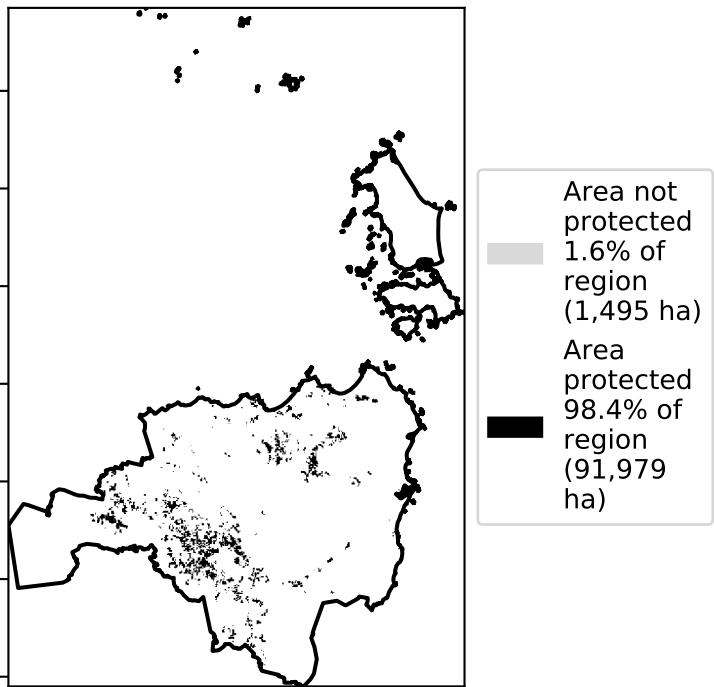 Area not
protected
1.6% of
region
(1,495 ha)
Area
protected
98.4% of
region
(91,979
ha)